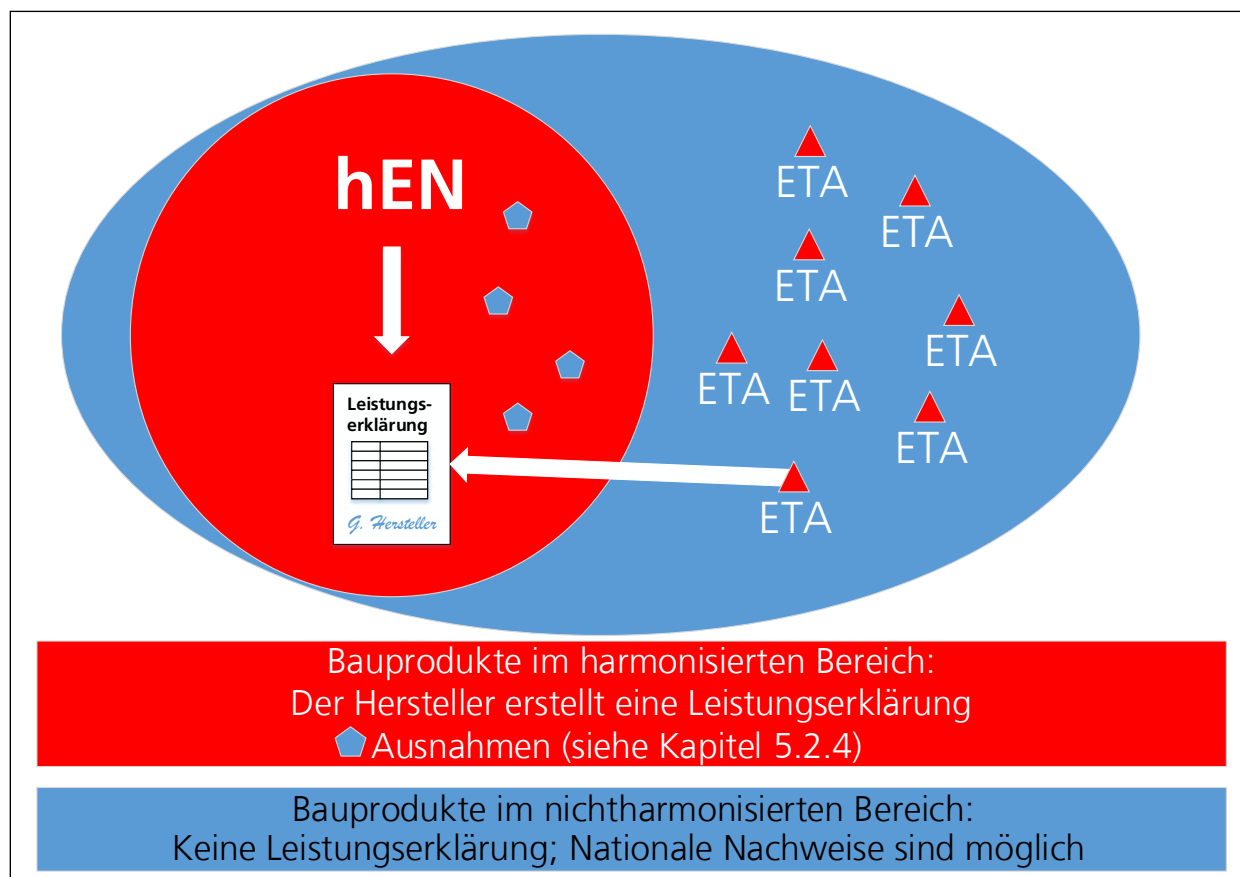 hEN
Leistungs-
erklärung
G. Hersteller
ETA
ETA
ETA
ETA
ETA
ETA
ETA
ETA
Bauprodukte im harmonisierten Bereich:
Der Hersteller erstellt eine Leistungserklärung
Ausnahmen (siehe Kapitel 5.2.4)
Bauprodukte im nichtharmonisierten Bereich:
Keine Leistungserklärung; Nationale Nachweise sind möglich